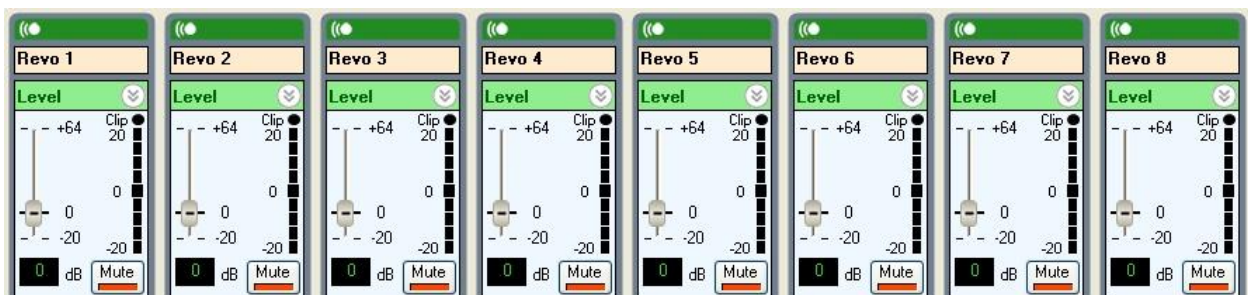 Revo 1 Revo 2 Revo 3 Revo 4 Revo 5 Revo 6 Revo 7 Revo 8
Level Level Level Level Level Level Level Level
+64 Clip +64 Clip +64 Clip +64 Clip +64 Clip +64 Clip +64 Clip +64 Clip
20 20 20 20 20 20 20 20
0 0 0 0 0 0 0 0
0 0 0 0 0 0 0 0
-20 -20 -20 -20 -20 -20 -20 -20
-20 -20 -20 -20 -20 -20 -20 -20
0 dB Mute 0 dB Mute 0 dB Mute 0 dB Mute 0 dB Mute 0 dB Mute 0 dB Mute 0 dB Mute